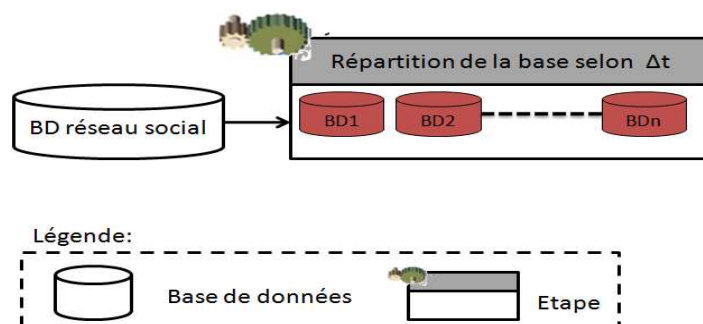 Répartition de la base selon Δt
BD réseau social
BD1
BD2
BDn
Légende:
Base de données
Etape